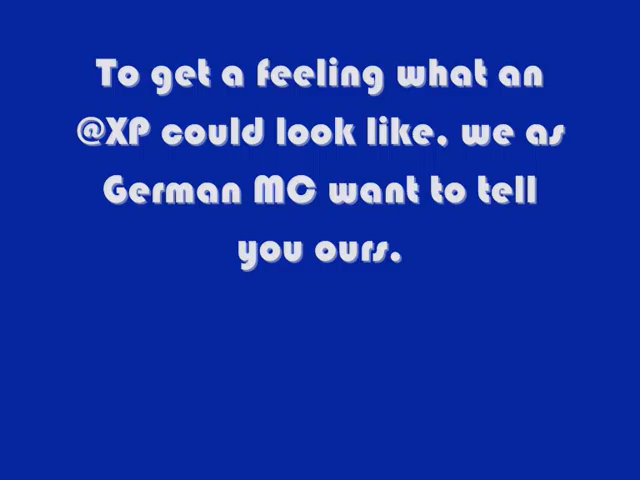 To get a feeling what an
@XP could look like, we as
German MC want to tell
you ours.